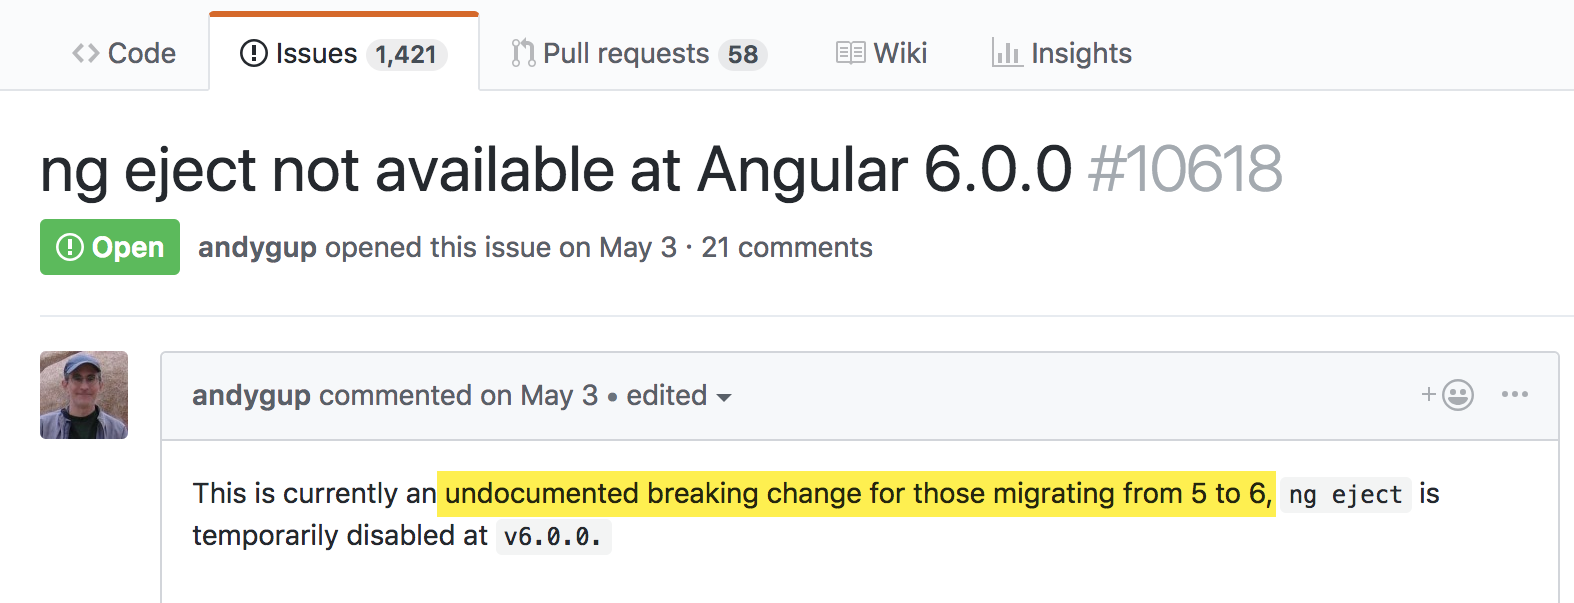 Code Issues 1,421 Pull requests 58 Wiki Insights
ng eject not available at Angular 6.0.0 #10618
Open andygup opened this issue on May 3 · 21 comments
andygup commented on May 3 • edited
This is currently an undocumented breaking change for those migrating from 5 to 6, ng eject is
temporarily disabled at v6.0.0.